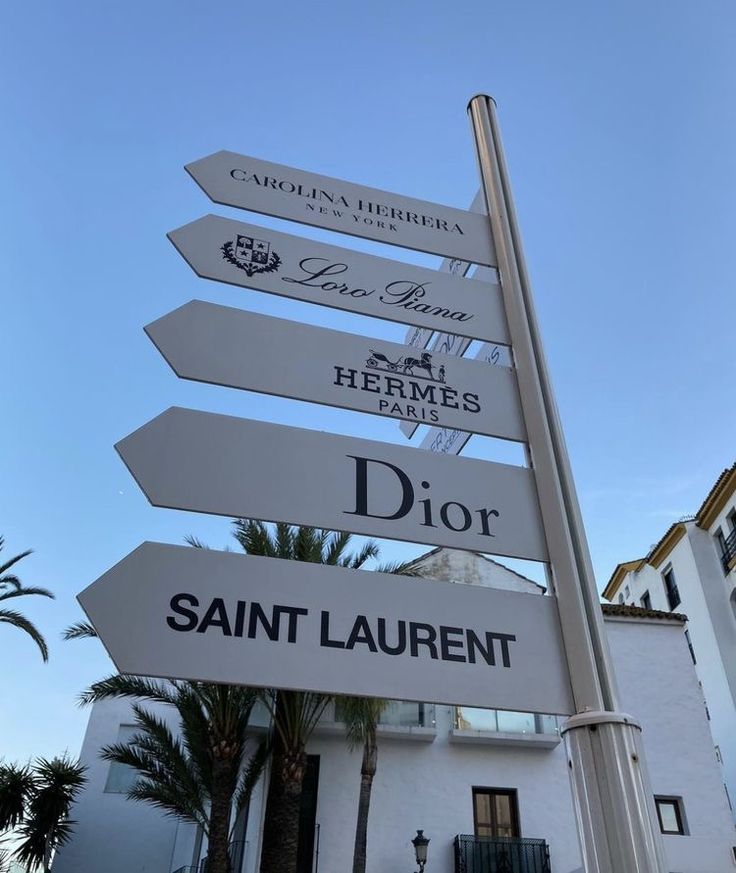 CAROLINA HERRERA
NEW YORK
Loro Piana
HERMÈS
PARIS
Dior
SAINT LAURENT